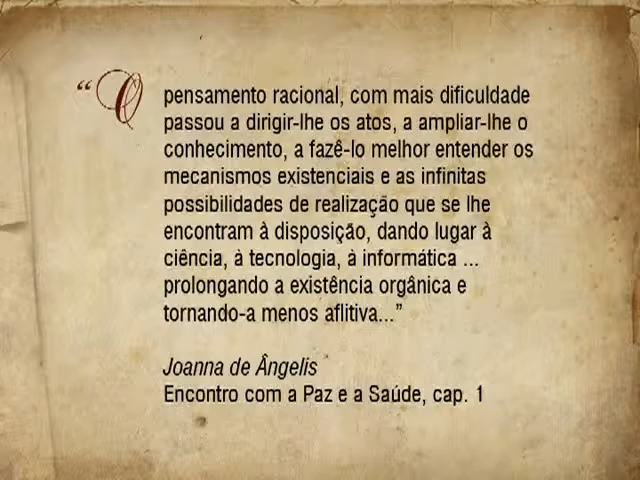 “O pensamento racional, com mais dificuldade
passou a dirigir-lhe os atos, a ampliar-lhe o
conhecimento, a fazê-lo melhor entender os
mecanismos existenciais e as infinitas
possibilidades de realização que se lhe
encontram à disposição, dando lugar à
ciência, à tecnologia, à informática ...
prolongando a existência orgânica e
tornando-a menos aflitiva...”
Joanna de Ângelis
Encontro com a Paz e a Saúde, cap. 1